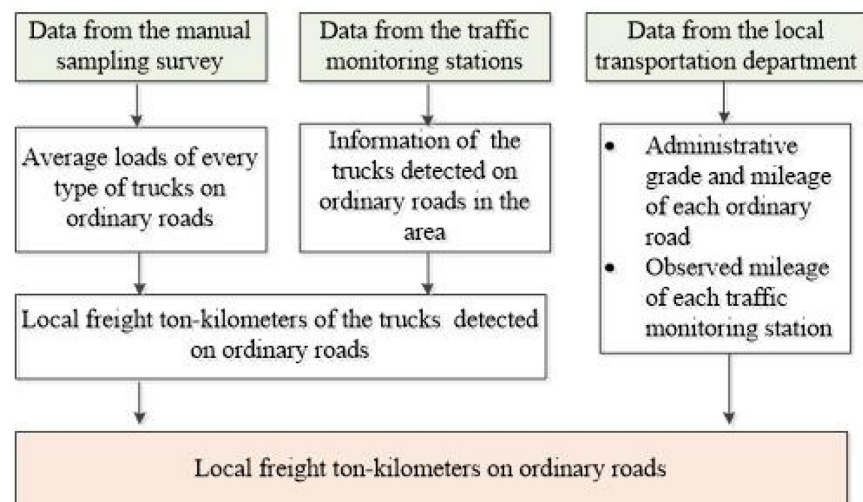 Data from the manual
sampling survey
Data from the traffic
monitoring stations
Data from the local
transportation department
Average loads of every
type of trucks on
ordinary roads
Information of the
trucks detected on
ordinary roads in the
area
• Administrative
grade and mileage
of each ordinary
road
• Observed mileage
of each traffic
monitoring station
Local freight ton-kilometers of the trucks detected
on ordinary roads
Local freight ton-kilometers on ordinary roads